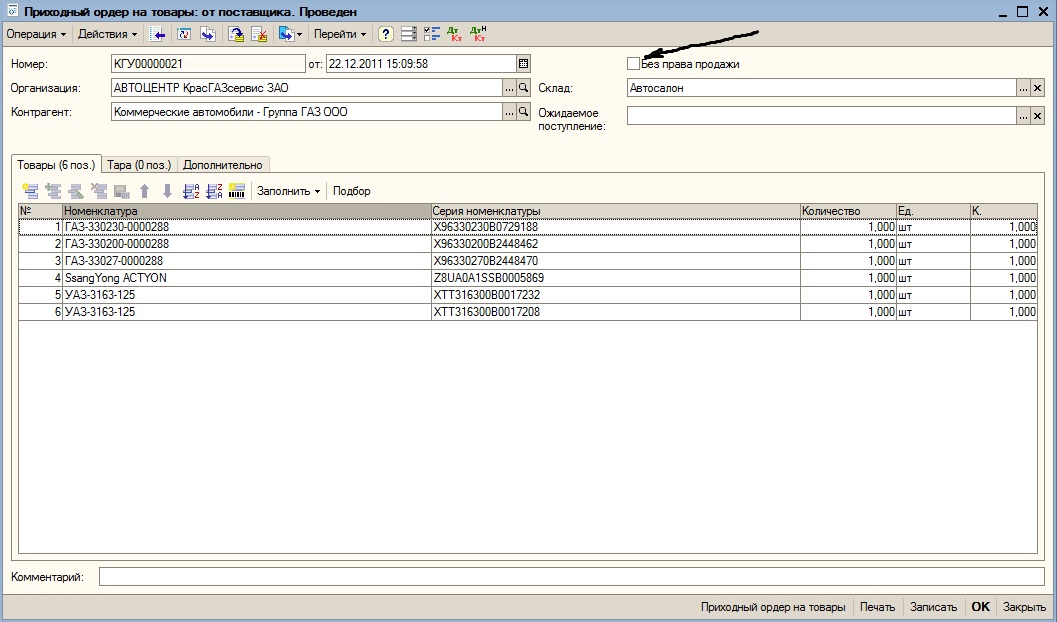 Приходный ордер на товары: от поставщика. Проведен
Операция Действия Перейти ? Дт Кт Дт Н Кт
Номер: КГУ00000021 от: 22.12.2011 15:09:58 Без права продажи
Организация: АВТОЦЕНТР КрасГАЗсервис ЗАО ... Склад: Автосалон ...
Контрагент: Коммерческие автомобили - Группа ГАЗ ООО ... Ожидаемое
поступление: ...
Товары (6 поз.) Тара (0 поз.) Дополнительно
Заполнить Подбор
№ Номенклатура Серия номенклатуры Количество Ед. К.
1 ГАЗ-330230-0000288 X96330230B0729188 1,000 шт 1,000
2 ГАЗ-330200-0000288 X96330200B2448462 1,000 шт 1,000
3 ГАЗ-33027-0000288 X96330270B2448470 1,000 шт 1,000
4 SsangYong ACTYON Z8UA0A1SSB0005869 1,000 шт 1,000
5 УАЗ-3163-125 XTT316300B0017232 1,000 шт 1,000
6 УАЗ-3163-125 XTT316300B0017208 1,000 шт 1,000
Комментарий:
Приходный ордер на товары Печать Записать OK Закрыть